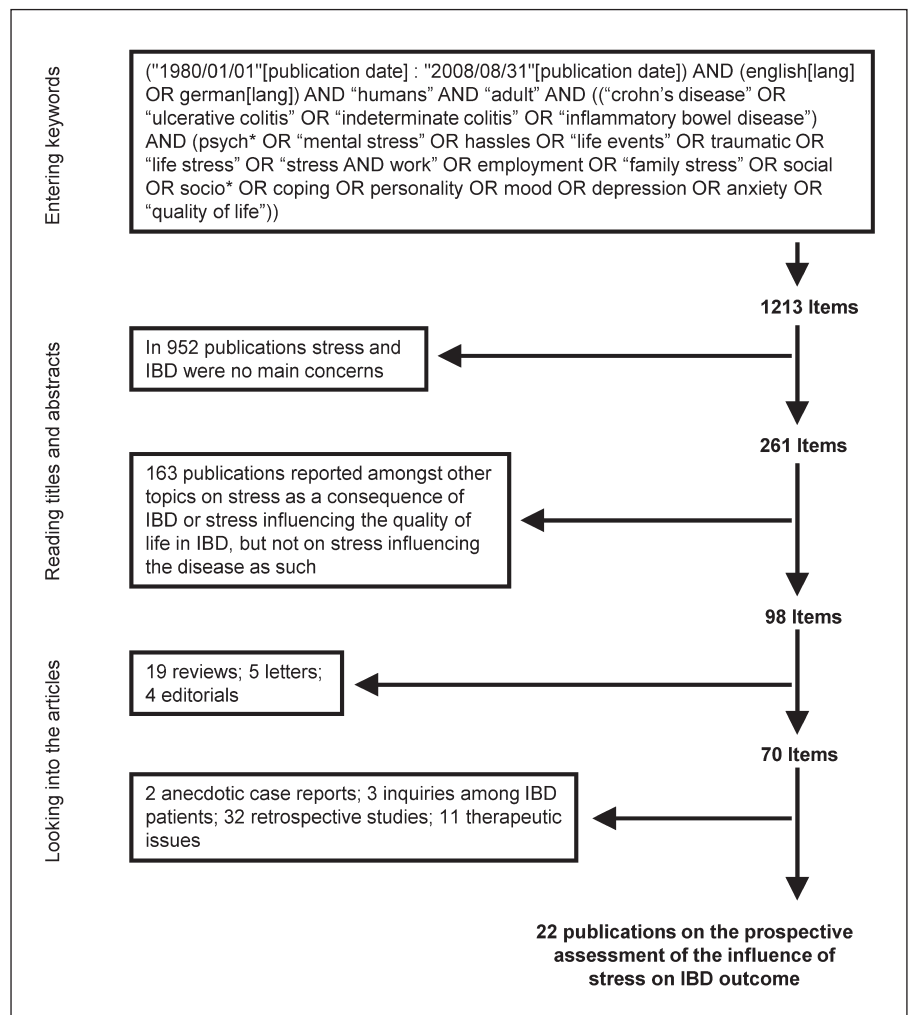 Entering keywords
("1980/01/01"[publication date] : "2008/08/31"[publication date]) AND (english[lang]
OR german[lang]) AND “humans” AND “adult” AND ((“crohn’s disease” OR
“ulcerative colitis” OR “indeterminate colitis” OR “inflammatory bowel disease”)
AND (psych* OR “mental stress” OR hassles OR “life events” OR traumatic OR
“life stress” OR “stress AND work” OR employment OR “family stress” OR social
OR socio* OR coping OR personality OR mood OR depression OR anxiety OR
“quality of life”))
1213 Items
Reading titles and abstracts
In 952 publications stress and
IBD were no main concerns
261 Items
163 publications reported amongst other
topics on stress as a consequence of
IBD or stress influencing the quality of
life in IBD, but not on stress influencing
the disease as such
98 Items
Looking into the articles
19 reviews; 5 letters;
4 editorials
70 Items
2 anecdotic case reports; 3 inquiries among IBD
patients; 32 retrospective studies; 11 therapeutic
issues
22 publications on the prospective
assessment of the influence of
stress on IBD outcome